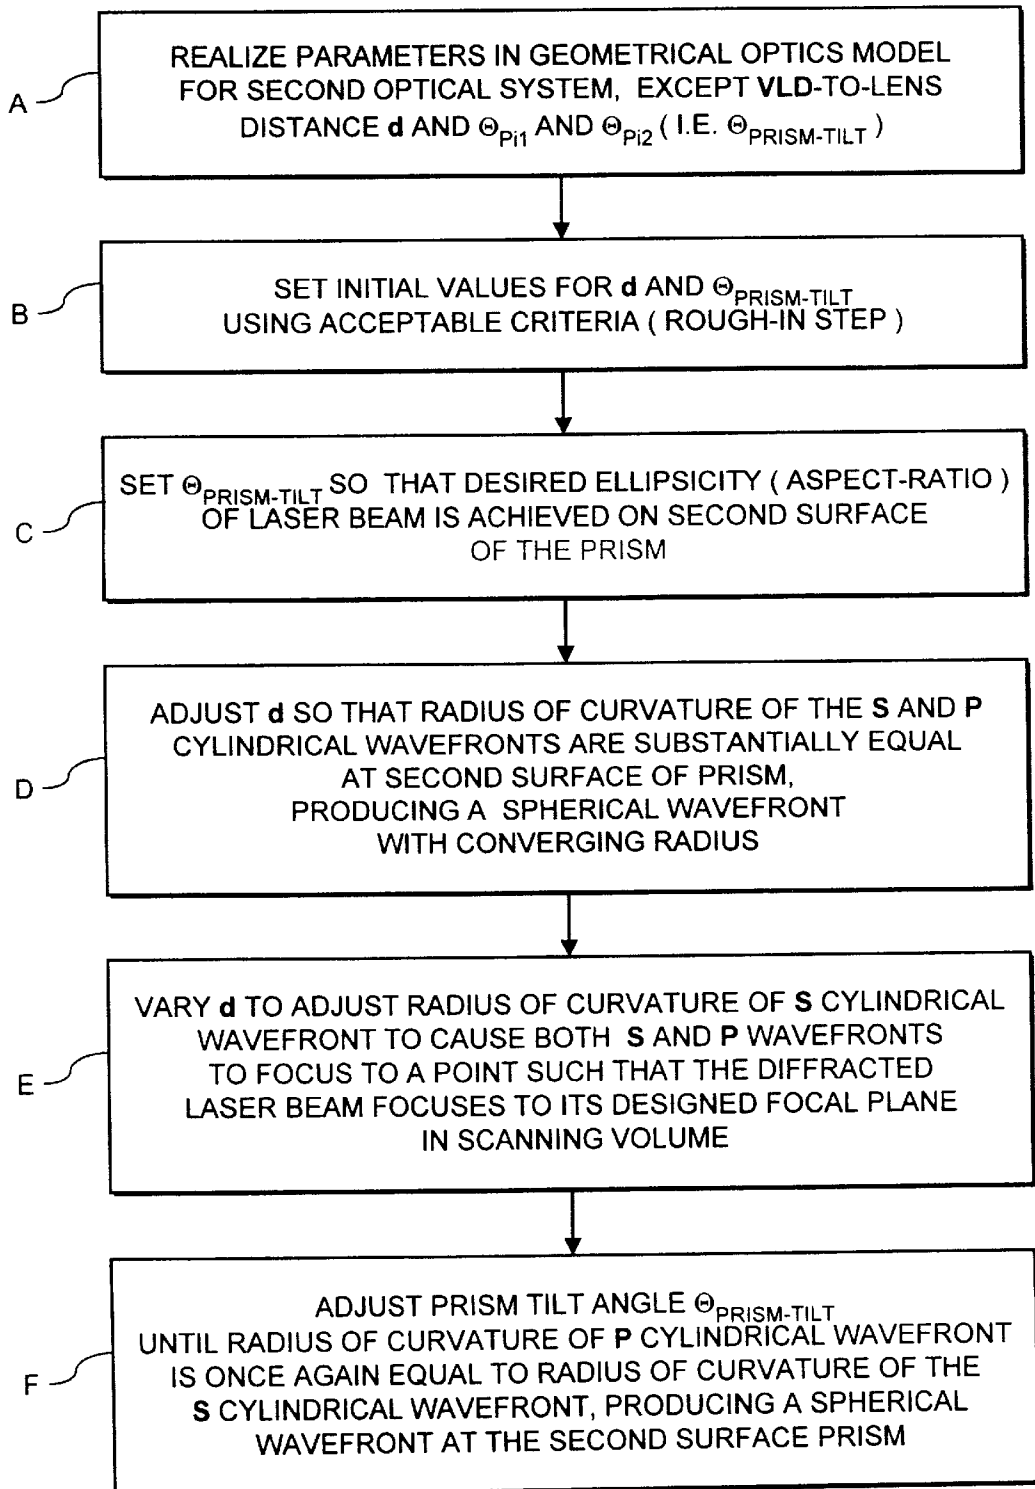 A
REALIZE PARAMETERS IN GEOMETRICAL OPTICS MODEL
FOR SECOND OPTICAL SYSTEM, EXCEPT VLD-TO-LENS
DISTANCE d AND ΘPi1 AND ΘPi2 ( I.E. ΘPRISM-TILT )
B
SET INITIAL VALUES FOR d AND ΘPRISM-TILT
USING ACCEPTABLE CRITERIA ( ROUGH-IN STEP )
C
SET ΘPRISM-TILT SO THAT DESIRED ELLIPSICITY ( ASPECT-RATIO )
OF LASER BEAM IS ACHIEVED ON SECOND SURFACE
OF THE PRISM
D
ADJUST d SO THAT RADIUS OF CURVATURE OF THE S AND P
CYLINDRICAL WAVEFRONTS ARE SUBSTANTIALLY EQUAL
AT SECOND SURFACE OF PRISM,
PRODUCING A SPHERICAL WAVEFRONT
WITH CONVERGING RADIUS
E
VARY d TO ADJUST RADIUS OF CURVATURE OF S CYLINDRICAL
WAVEFRONT TO CAUSE BOTH S AND P WAVEFRONTS
TO FOCUS TO A POINT SUCH THAT THE DIFFRACTED
LASER BEAM FOCUSES TO ITS DESIGNED FOCAL PLANE
IN SCANNING VOLUME
F
ADJUST PRISM TILT ANGLE ΘPRISM-TILT
UNTIL RADIUS OF CURVATURE OF P CYLINDRICAL WAVEFRONT
IS ONCE AGAIN EQUAL TO RADIUS OF CURVATURE OF THE
S CYLINDRICAL WAVEFRONT, PRODUCING A SPHERICAL
WAVEFRONT AT THE SECOND SURFACE PRISM